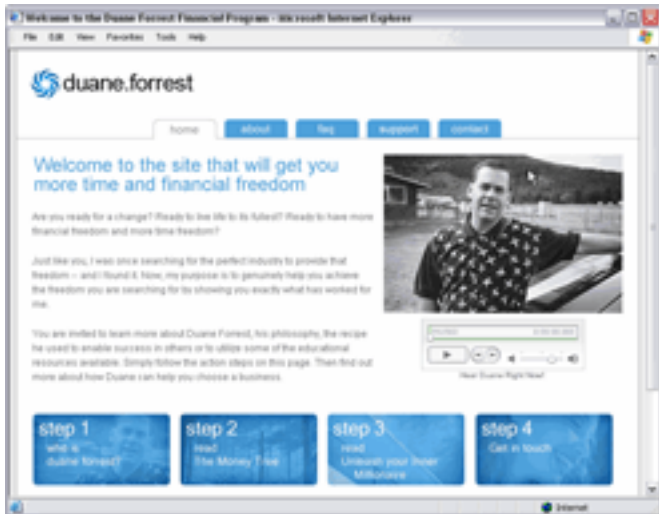 Welcome to the Duane Forrest Financial Program - Microsoft Internet Explorer
File Edit View Favorites Tools Help
duane.forrest
home about faq support contact
Welcome to the site that will get you
more time and financial freedom
Are you ready for a change? Ready to live life to its fullest? Ready to have more
financial freedom and more time freedom?
Just like you, I was once searching for the perfect industry to provide that
freedom – and I found it. Now, my purpose is to genuinely help you achieve
the freedom you are searching for by showing you exactly what has worked for
me.
You are invited to learn more about Duane Forrest, his philosophy, the recipe
he used to enable success in others or to utilize some of the educational
resources available. Simply follow the action steps on this page. Then find out
more about how Duane can help you choose a business.
Hear Duane Right Now!
step 1
who is
duane forrest?
step 2
read
The Money Tree
step 3
read
Unleash your Inner
Millionaire
step 4
Get in touch
Internet